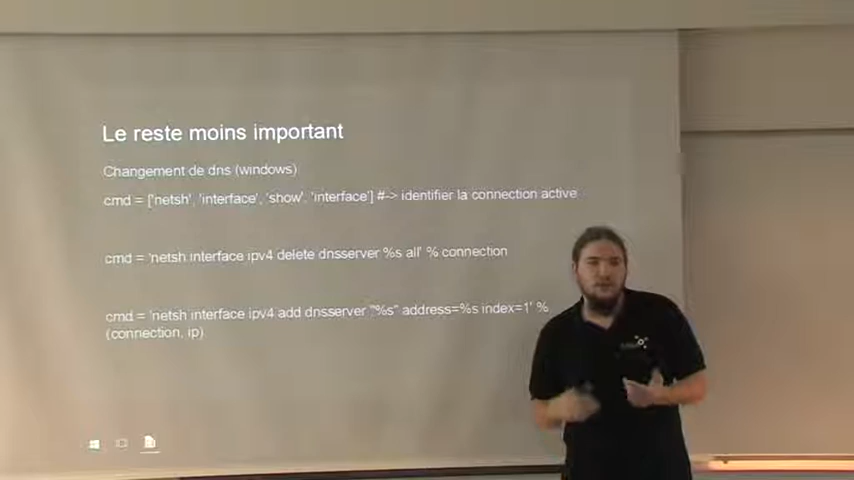 Le reste moins important
Changement de dns (windows)
cmd = ['netsh', 'interface', 'show', 'interface'] #-> identifier la connection active
cmd = 'netsh interface ipv4 delete dnsserver %s all' % connection
cmd = 'netsh interface ipv4 add dnsserver "%s" address=%s index=1' %
(connection, ip)